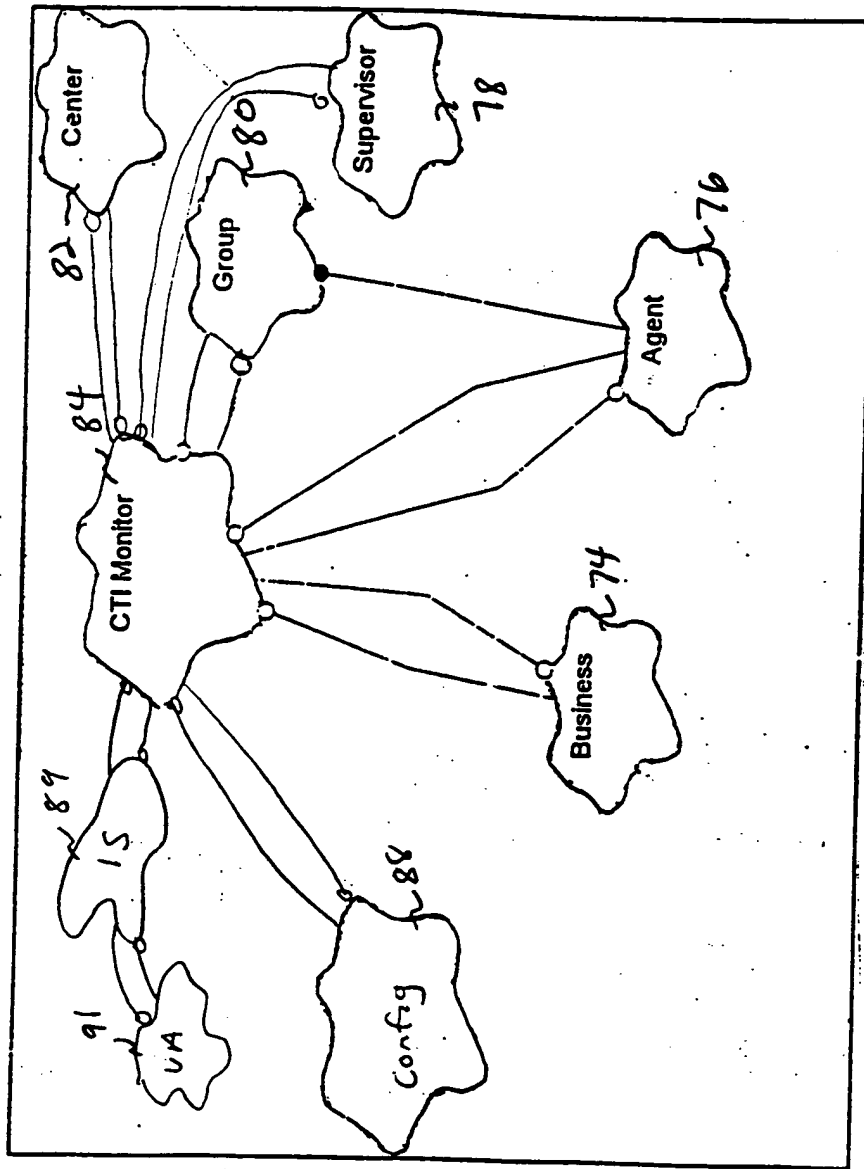 91
UA
89
IS
CTI Monitor
84
82
Center
Group
80
Supervisor
78
Config
88
Business
74
Agent
76